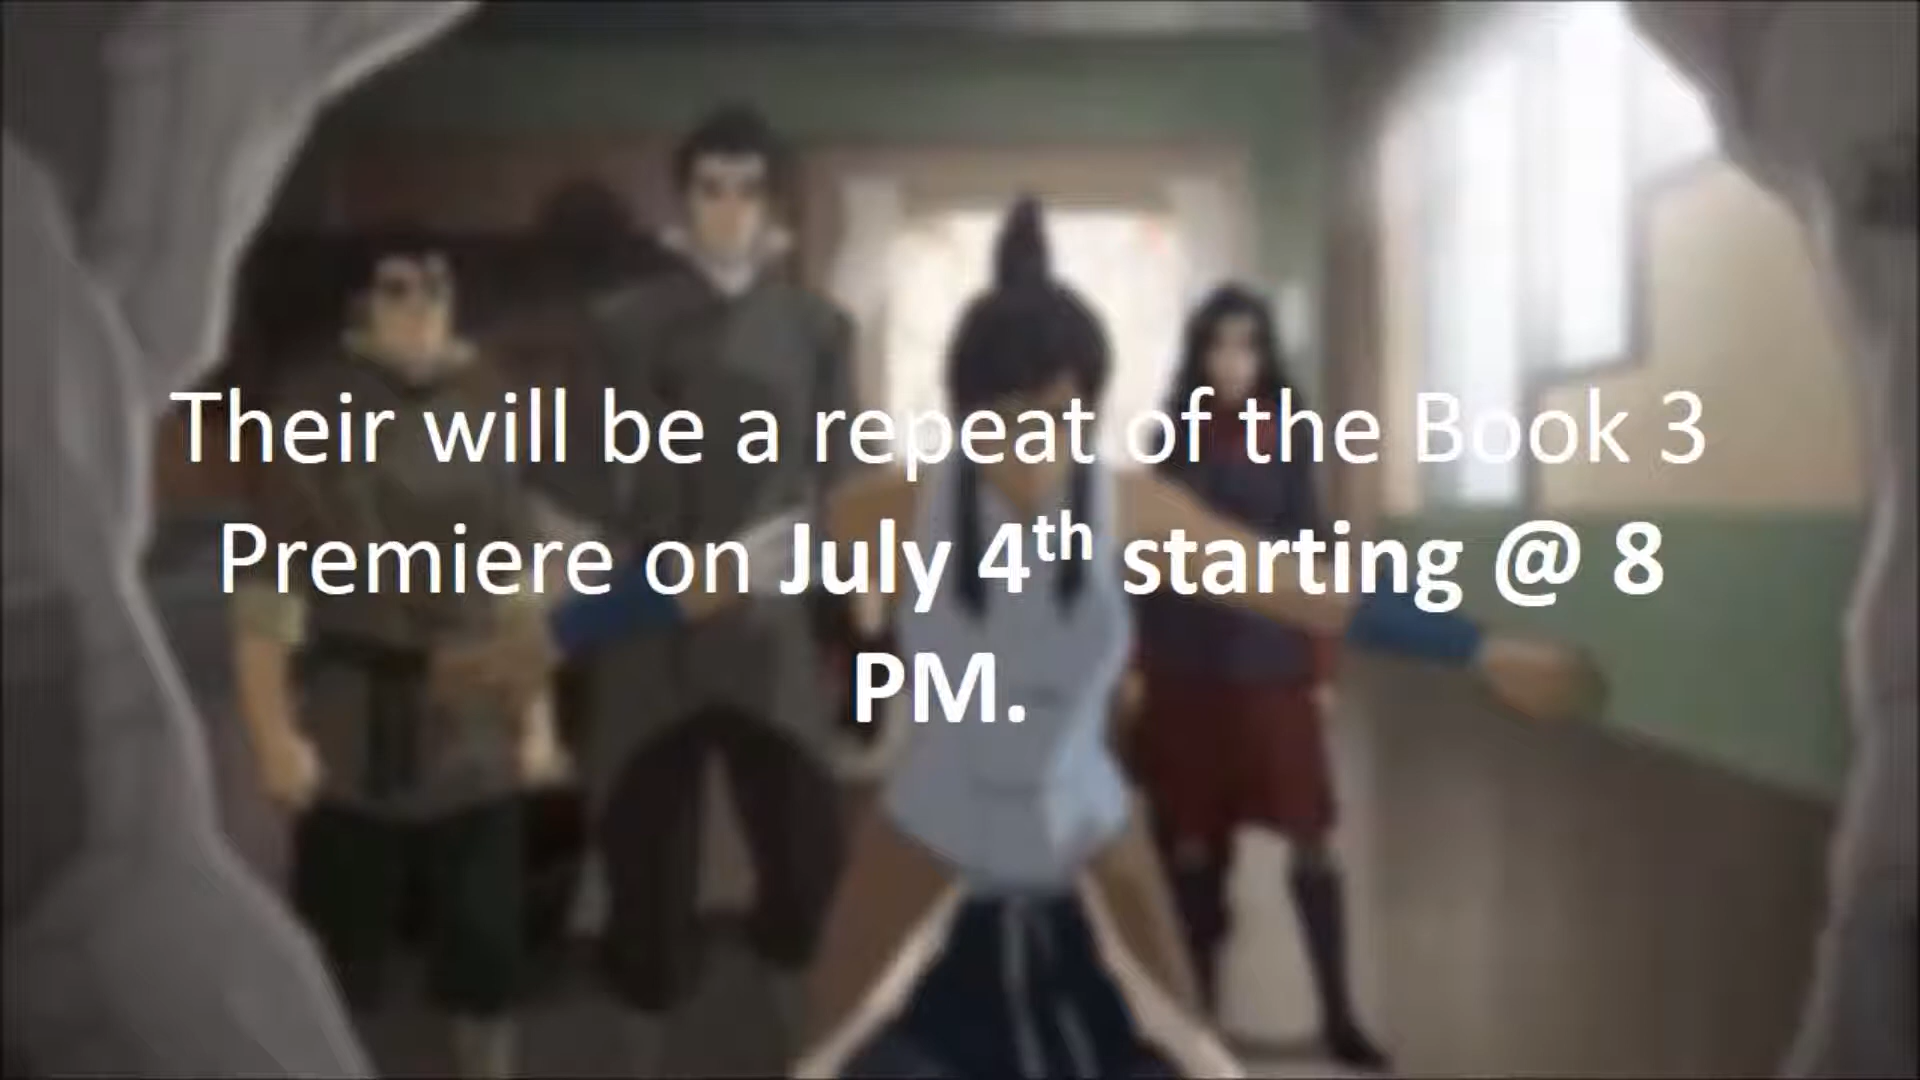 Their will be a repeat of the Book 3
Premiere on July 4th starting @ 8
PM.